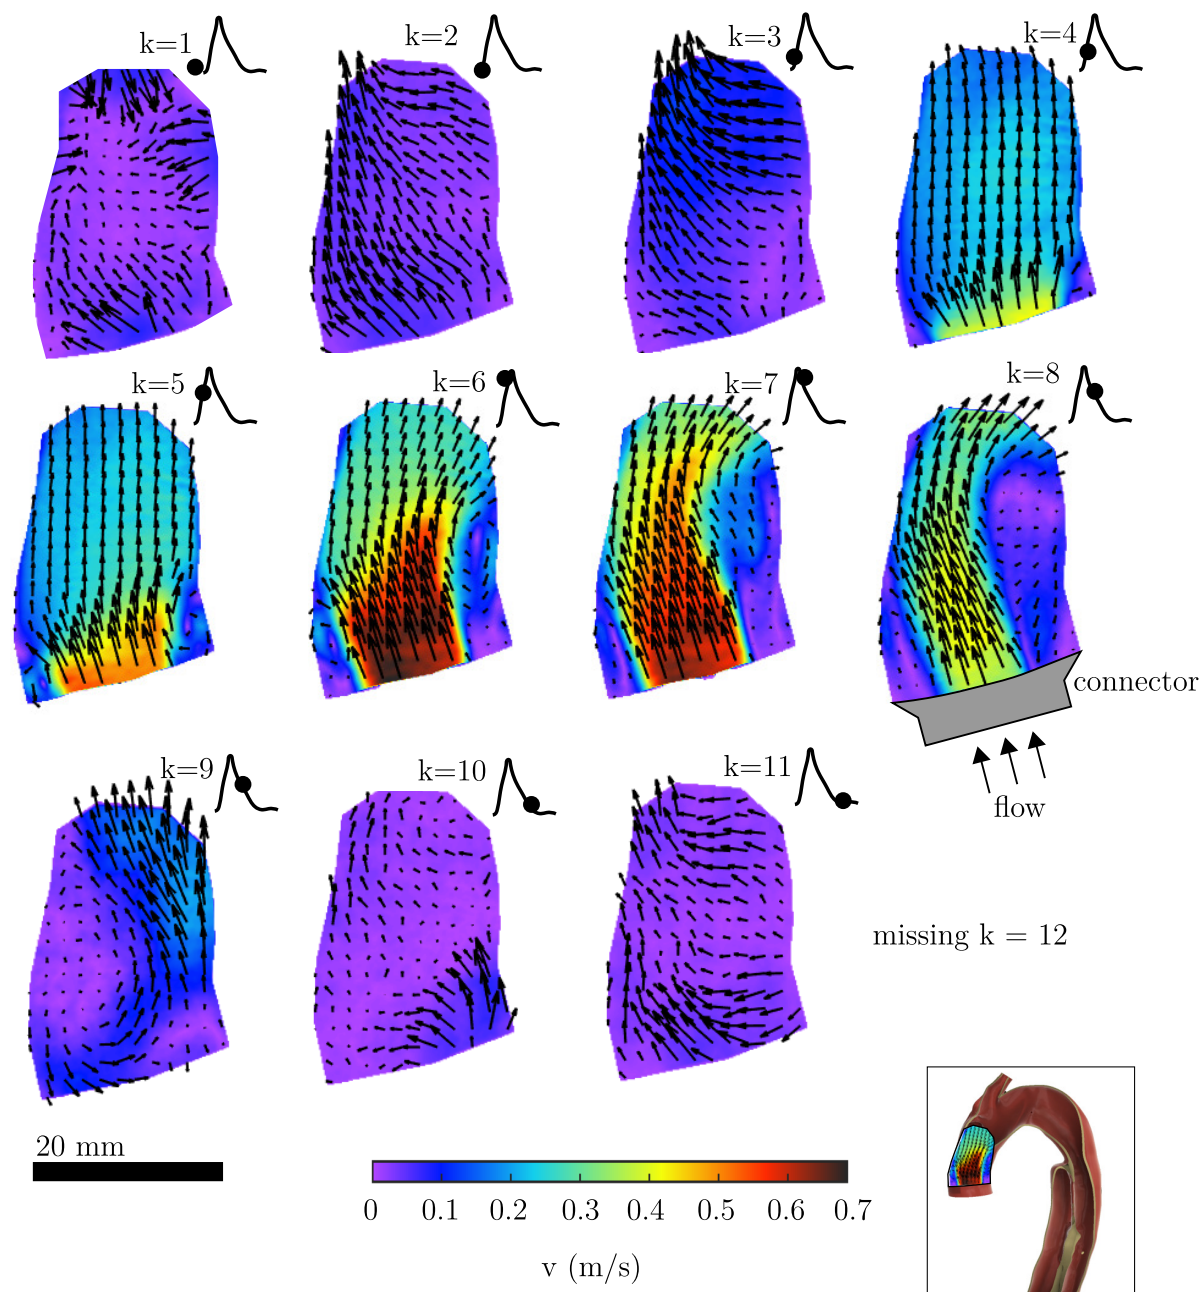 k=1
k=2
k=3
k=4
k=5
k=6
k=7
k=8
connector
flow
k=9
k=10
k=11
missing k = 12
20 mm
0 0.1 0.2 0.3 0.4 0.5 0.6 0.7
v (m/s)